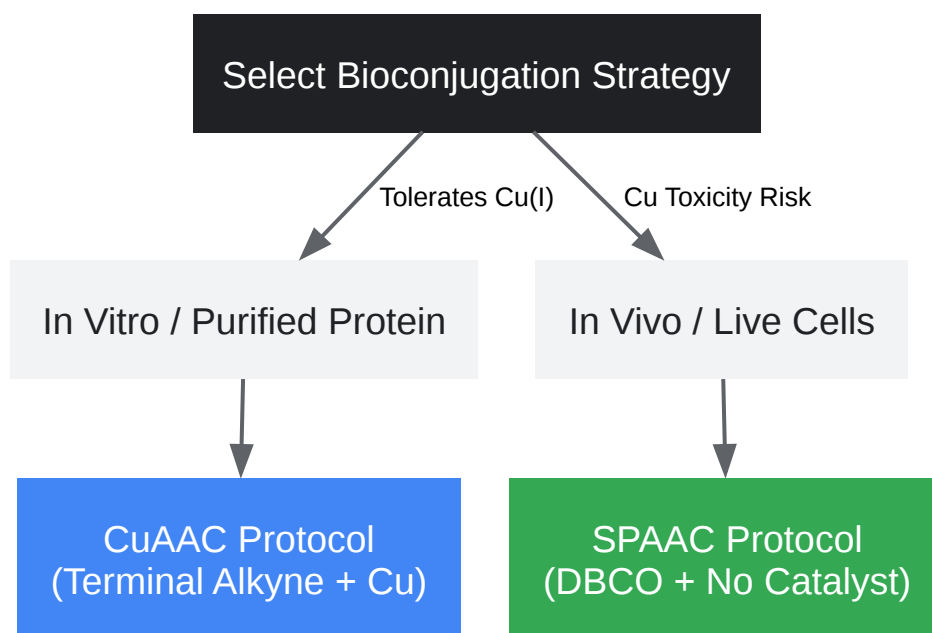 Select Bioconjugation Strategy
Tolerates Cu(I)
Cu Toxicity Risk
In Vitro / Purified Protein
In Vivo / Live Cells
CuAAC Protocol
(Terminal Alkyne + Cu)
SPAAC Protocol
(DBCO + No Catalyst)